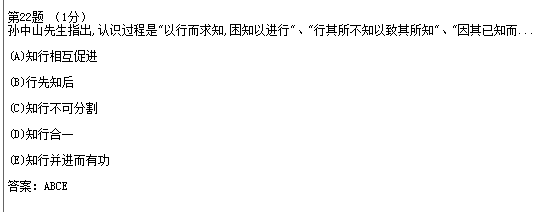 第22题 （1分）
孙中山先生指出,认识过程是"以行而求知,困知以进行"、"行其所不知以致其所知"、"因其已知而...
(A)知行相互促进
(B)行先知后
(C)知行不可分割
(D)知行合一
(E)知行并进而有功
答案: ABCE